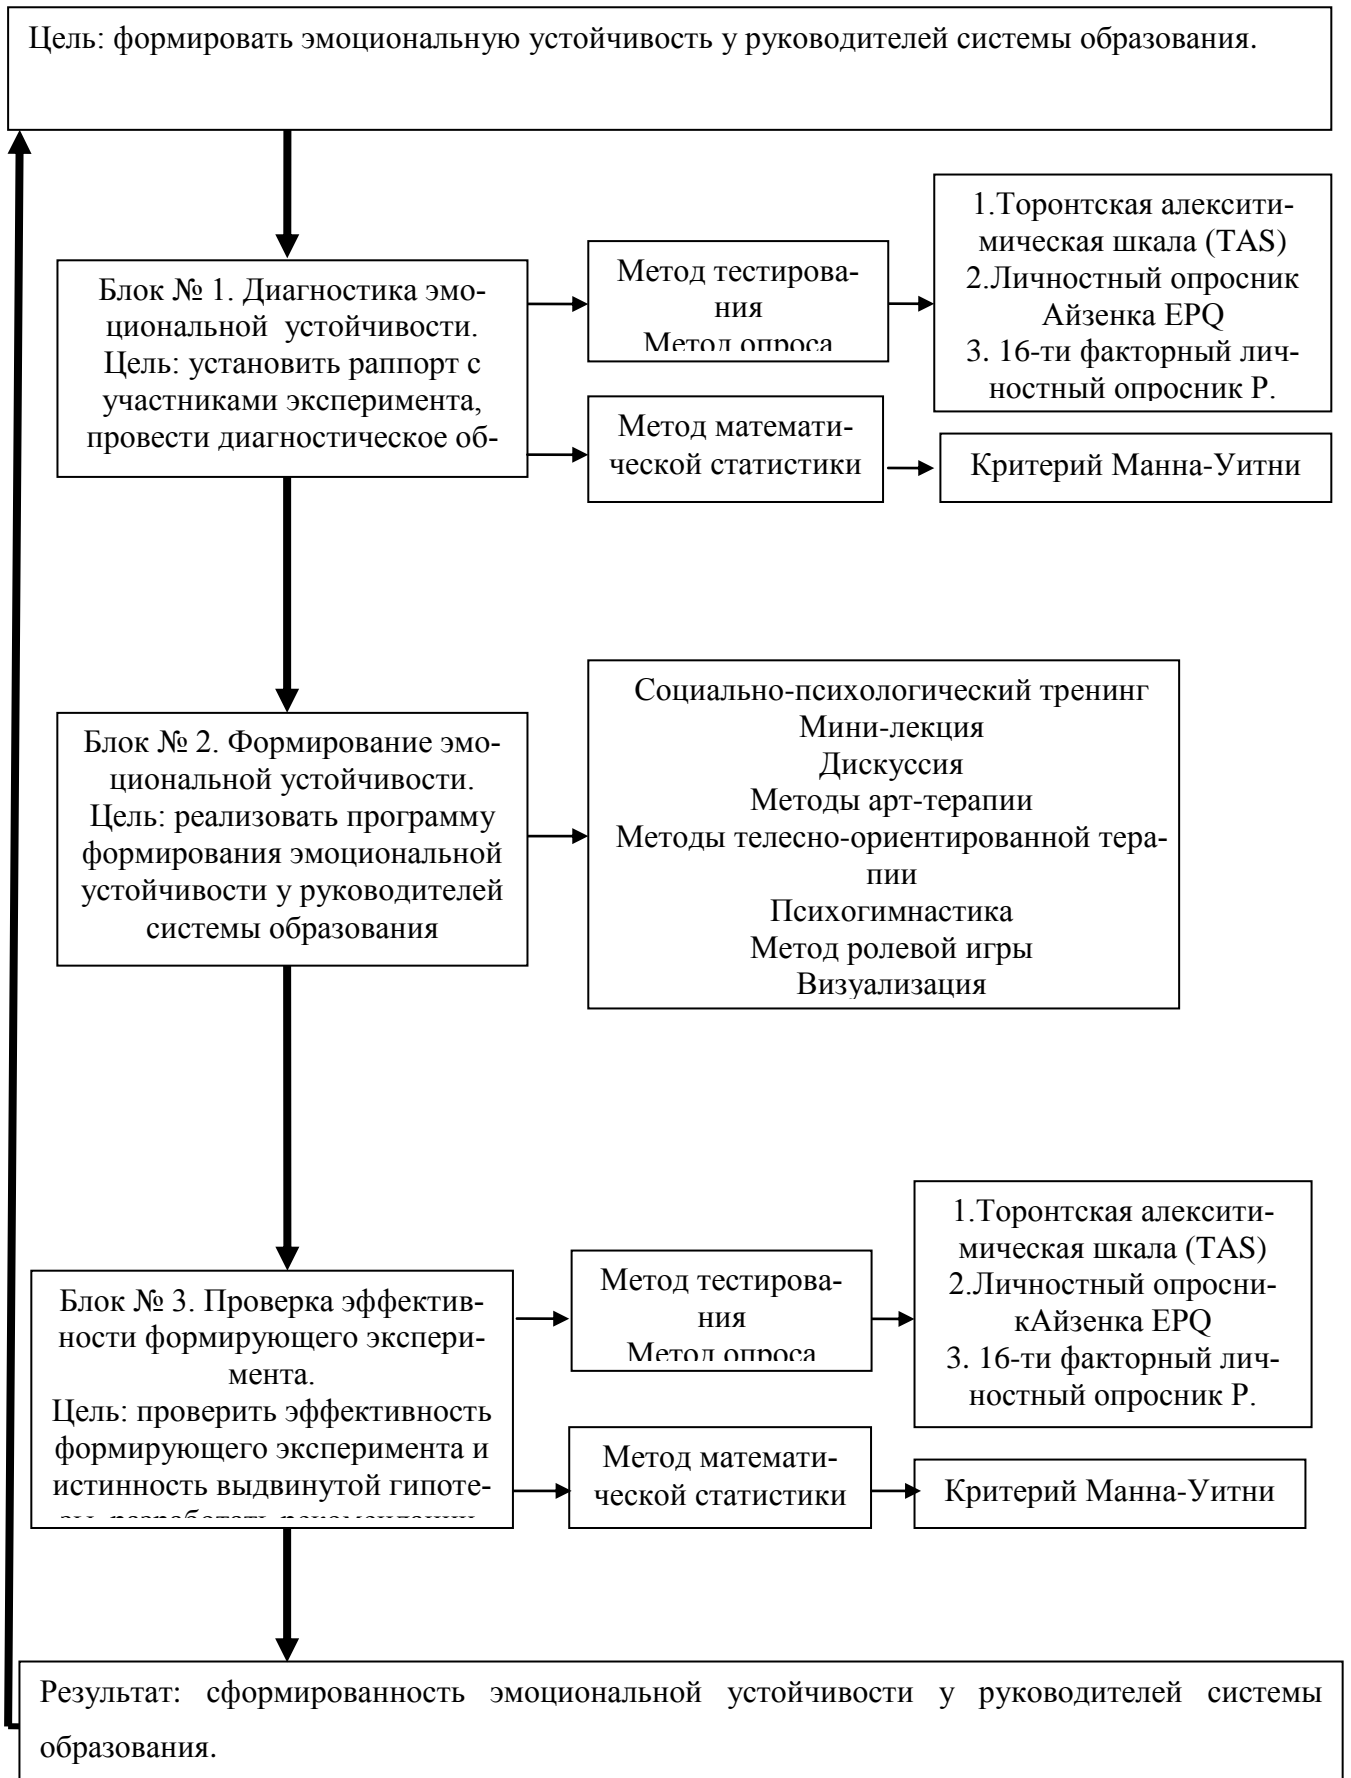 Цель: формировать эмоциональную устойчивость у руководителей системы образования.
1.Торонтская алексити-
мическая шкала (TAS)
2.Личностный опросник
Айзенка EPQ
3. 16-ти факторный лич-
ностный опросник Р.
Метод тестирова-
ния
Метод опроса
Блок № 1. Диагностика эмо-
циональной устойчивости.
Цель: установить раппорт с
участниками эксперимента,
провести диагностическое об-
Метод математи-
ческой статистики
Критерий Манна-Уитни
Блок № 2. Формирование эмо-
циональной устойчивости.
Цель: реализовать программу
формирования эмоциональной
устойчивости у руководителей
системы образования
Социально-психологический тренинг
Мини-лекция
Дискуссия
Методы арт-терапии
Методы телесно-ориентированной тера-
пии
Психогимнастика
Метод ролевой игры
Визуализация
1.Торонтская алексити-
мическая шкала (TAS)
2.Личностный опросни-
кАйзенка EPQ
3. 16-ти факторный лич-
ностный опросник Р.
Метод тестирова-
ния
Метод опроса
Блок № 3. Проверка эффектив-
ности формирующего экспери-
мента.
Цель: проверить эффективность
формирующего эксперимента и
истинность выдвинутой гипоте-
зы, разработать рекомендации
Метод математи-
ческой статистики
Критерий Манна-Уитни
Результат: сформированность эмоциональной устойчивости у руководителей системы
образования.